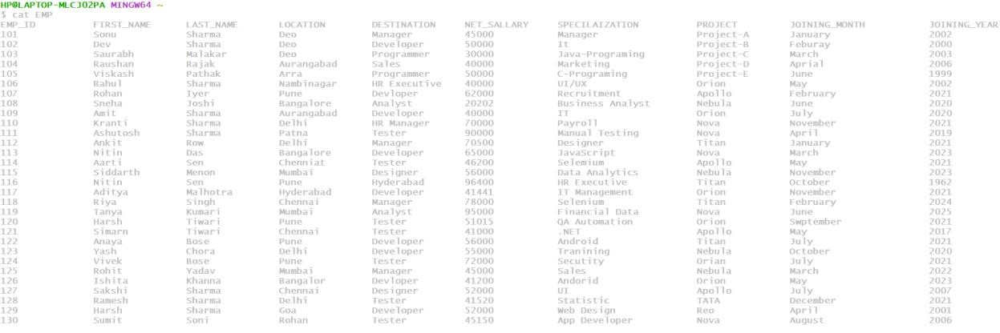 HP@LAPTOP-MLCJO2PA MINGW64 ~
$ cat EMP
EMP_ID FIRST_NAME LAST_NAME LOCATION DESTINATION NET_SALLARY SPECILAIZATION PROJECT JOINING_MONTH JOINING_YEAR
101 Sonu Sharma Deo Manager 45000 Manager Project-A January 2002
102 Dev Sharma Deo Developer 50000 It Project-B Feburay 2000
103 Saurabh Malakar Deo Programmer 30000 Java-Programing Project-C March 2003
104 Raushan Rajak Aurangabad Sales 40000 Marketing Project-D Aprial 2006
105 Viskash Pathak Arra Programmer 50000 C-Programing Project-E June 1999
106 Rahul Sharma Nambinagar HR Executive 40000 UI/UX Orion May 2002
107 Rohan Iyer Pune Devloper 62000 Recruitment Apollo February 2021
108 Sneha Joshi Bangalore Analyst 20202 Business Analyst Nebula June 2020
109 Amit Sharma Aurangabad Developer 40000 IT Orion July 2020
110 Kranti Sharma Delhi HR Manager 70000 Payroll Nova November 2021
111 Ashutosh Sharma Patna Tester 90000 Manual Testing Nova April 2019
112 Ankit Row Delhi Manager 70500 Designer Titan January 2021
113 Nitin Das Bangalore Developer 65000 JavaScript Nova March 2023
114 Aarti Sen Chenniat Tester 46200 Selemium Apollo May 2021
115 Siddarth Menon Mumbai Designer 56000 Data Analytics Nebula November 2023
116 Nitin Sen Pune Hyderabad 96400 HR Executive Titan October 1962
117 Aditya Malhotra Hyderabad Developer 41441 IT Management Orion November 2021
118 Riya Singh Chennai Manager 78000 Selenium Titan February 2024
119 Tanya Kumari Mumbai Analyst 95000 Financial Data Nova June 2025
120 Harsh Tiwari Pune Tester 51015 QA Automation Orion Swptember 2021
121 Simarn Tiwari Chennai Tester 41000 .NET Apollo May 2017
122 Anaya Bose Pune Developer 56000 Android Titan July 2021
123 Yash Chora Delhi Developer 55000 Tranining Nebula October 2020
124 Vivek Bose Pune Tester 72000 Secutity Orian July 2021
125 Rohit Yadav Mumbai Manager 45000 Sales Nebula March 2022
126 Ishita Khanna Bangalor Devloper 41200 Andorid Orion May 2023
127 Sakshi Sharma Chennai Designer 52000 UI Apollo July 2007
128 Ramesh Sharma Delhi Tester 41520 Statistic TATA December 2021
129 Harsh Sharma Goa Developer 52000 Web Design Reo April 2001
130 Sumit Soni Rohan Tester 45150 App Developer Nova August 2006